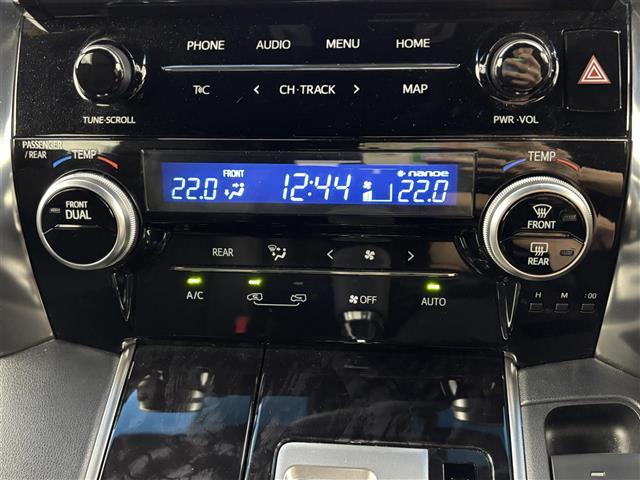 PHONE AUDIO MENU HOME
T&C < CH·TRACK > MAP
TUNE·SCROLL PWR·VOL
PASSENGER
/REAR TEMP TEMP
FRONT nanoe
22.0 12:44 22.0
FRONT
DUAL
FRONT
REAR
REAR < >
A/C OFF AUTO
H M :00